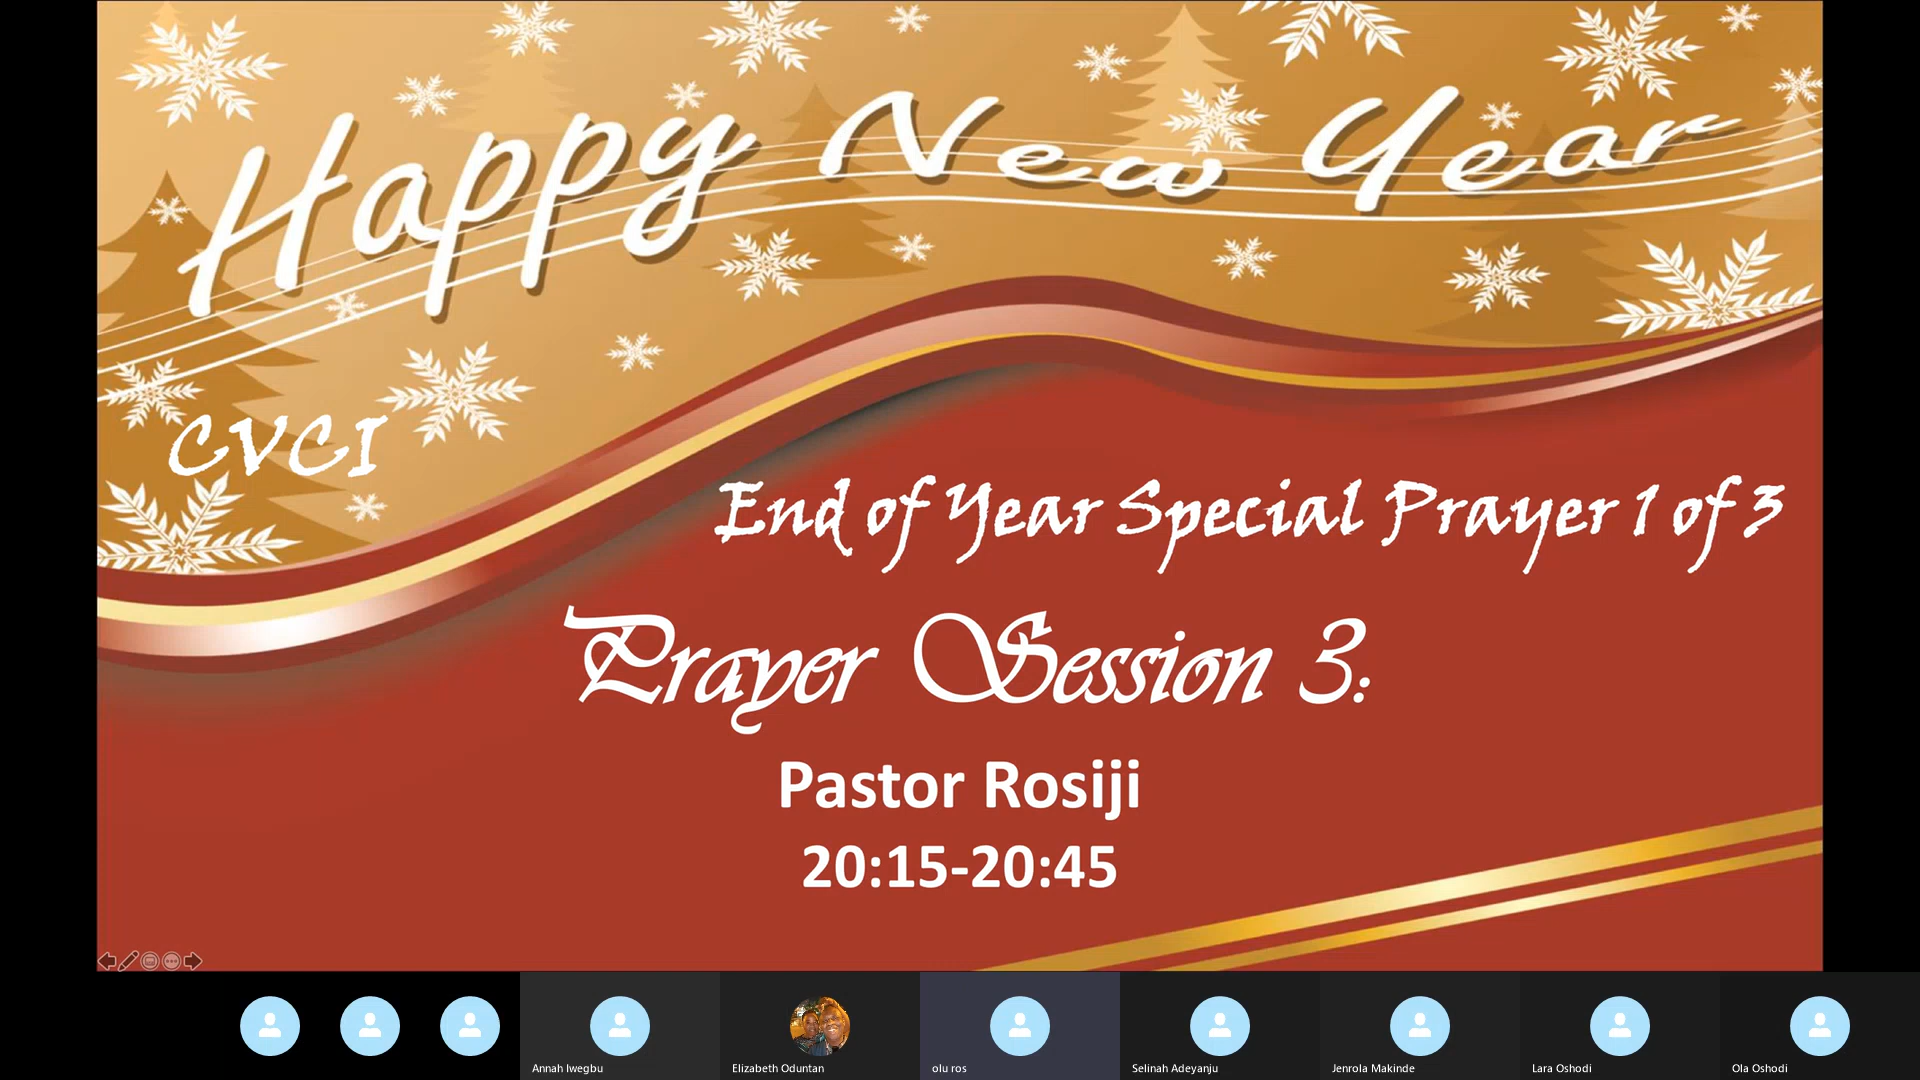 Happy New Year
CVCI
End of Year Special Prayer 1 of 3
Prayer Session 3:
Pastor Rosiji
20:15-20:45
Annah Iwegbu
Elizabeth Oduntan
olu ros
Selinah Adeyanju
Jenrola Makinde
Lara Oshodi
Ola Oshodi